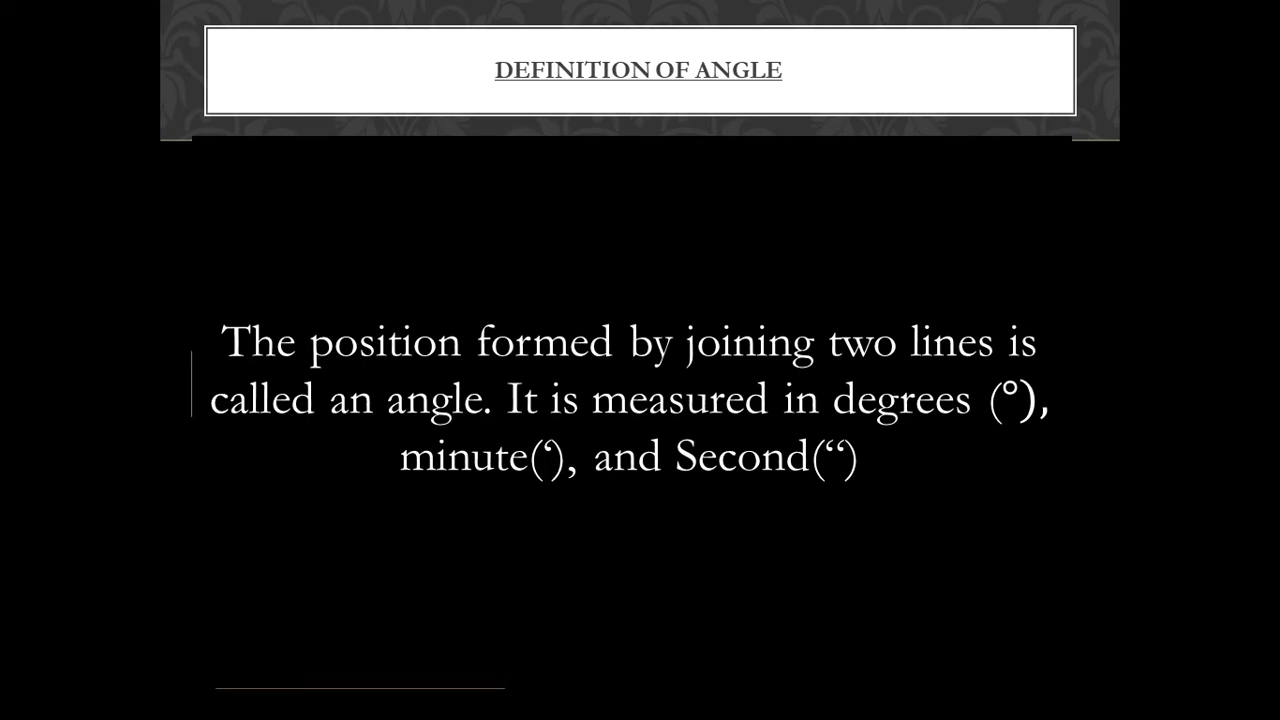 DEFINITION OF ANGLE
The position formed by joining two lines is
called an angle. It is measured in degrees (°),
minute(‘), and Second(“)